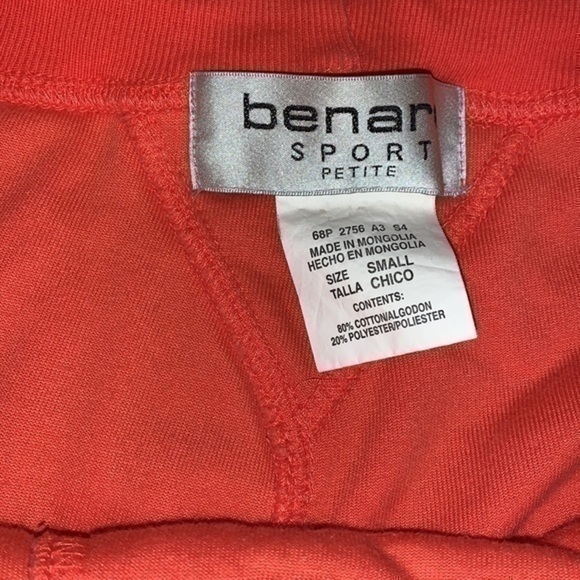 benar
SPORT
PETITE
68P 2756 A3 S4
MADE IN MONGOLIA
HECHO EN MONGOLIA
SIZE SMALL
TALLA CHICO
CONTENTS:
80% COTTON/ALGODON
20% POLYESTER/POLIESTER